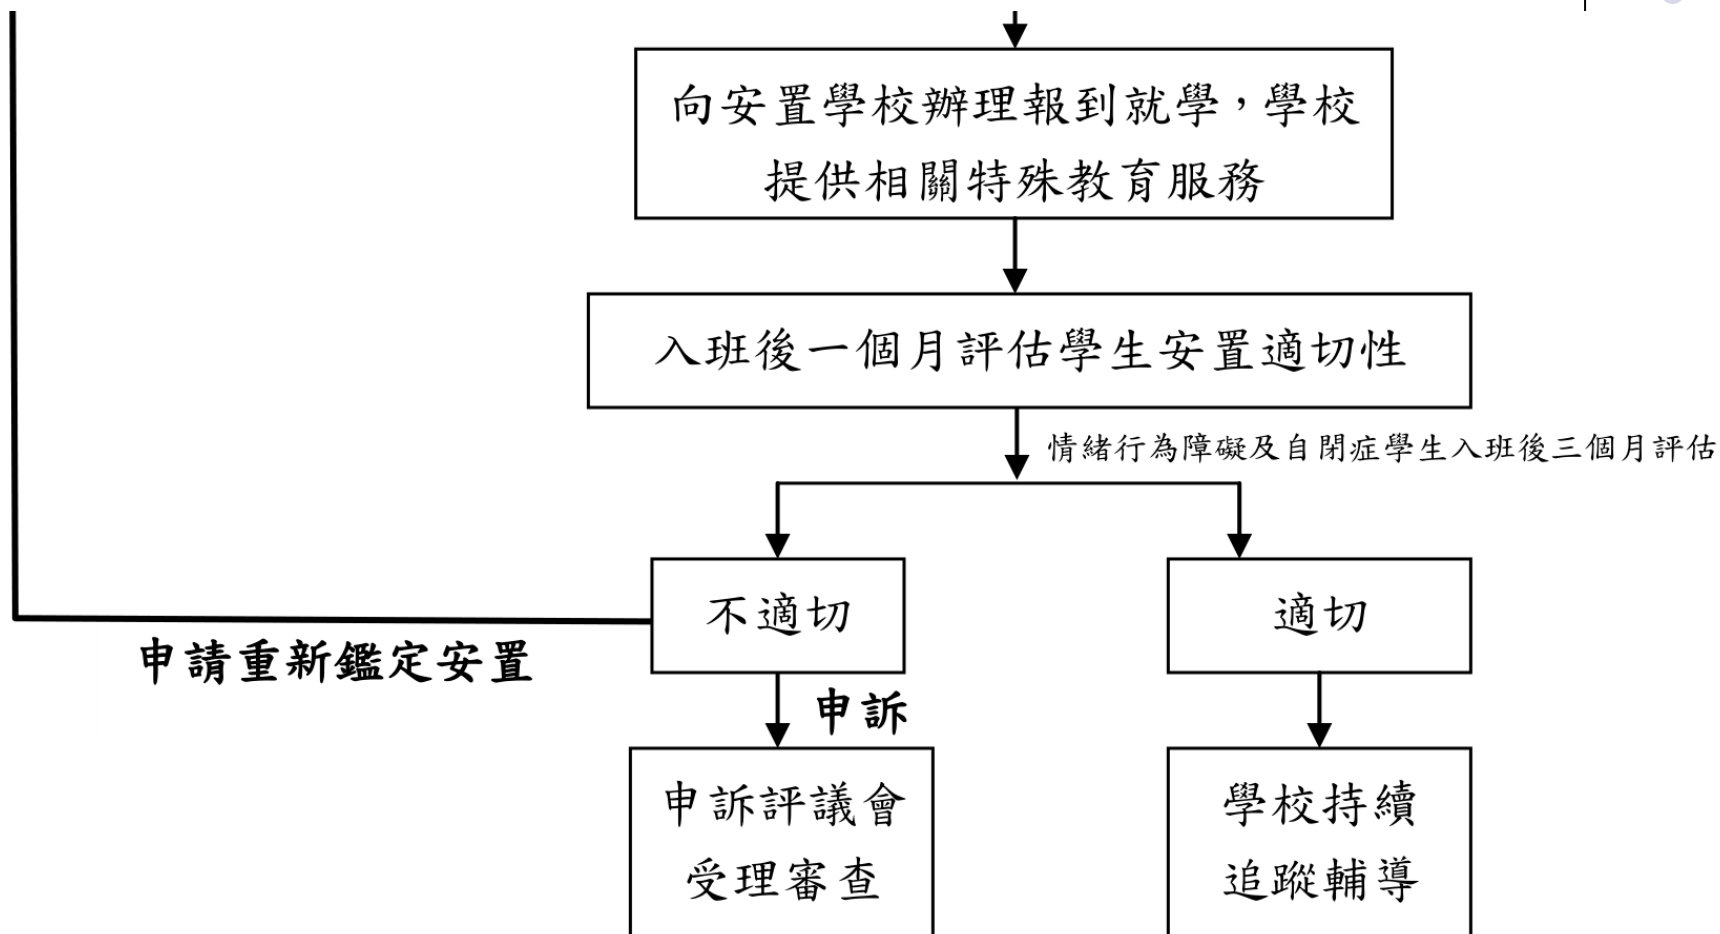 向安置學校辦理報到就學，學校
提供相關特殊教育服務
入班後一個月評估學生安置適切性
情緒行為障礙及自閉症學生入班後三個月評估
不適切
適切
申請重新鑑定安置
申訴
申訴評議會
受理審查
學校持續
追蹤輔導